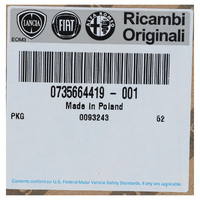 LANCIA FIAT ALFA ROMEO
Ricambi
EOM3
Originali
0735664419 - 001
Made in Poland
PKG 0093243 52
Contents conform to the applicable
U.S. Federal Motor Vehicle Safety Standards, if any